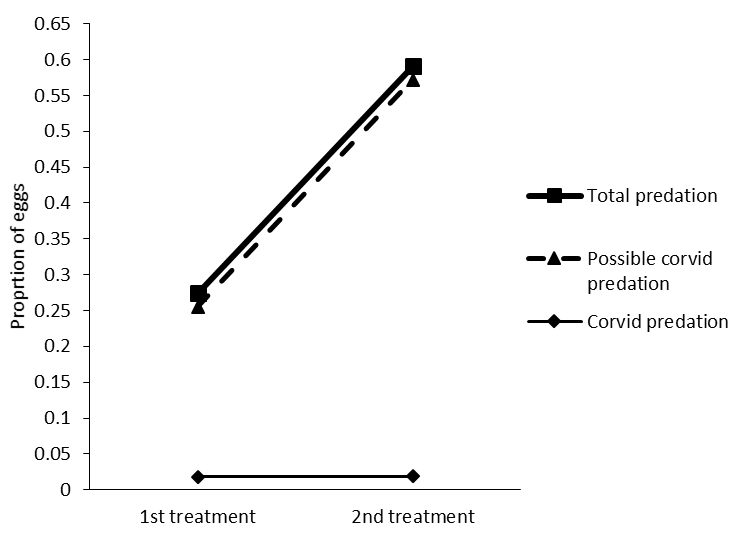 0.65
0.6
0.55
0.5
0.45
0.4
0.35
0.3
0.25
0.2
0.15
0.1
0.05
0
Proprtion of eggs
1st treatment
2nd treatment
Total predation
Possible corvid
predation
Corvid predation